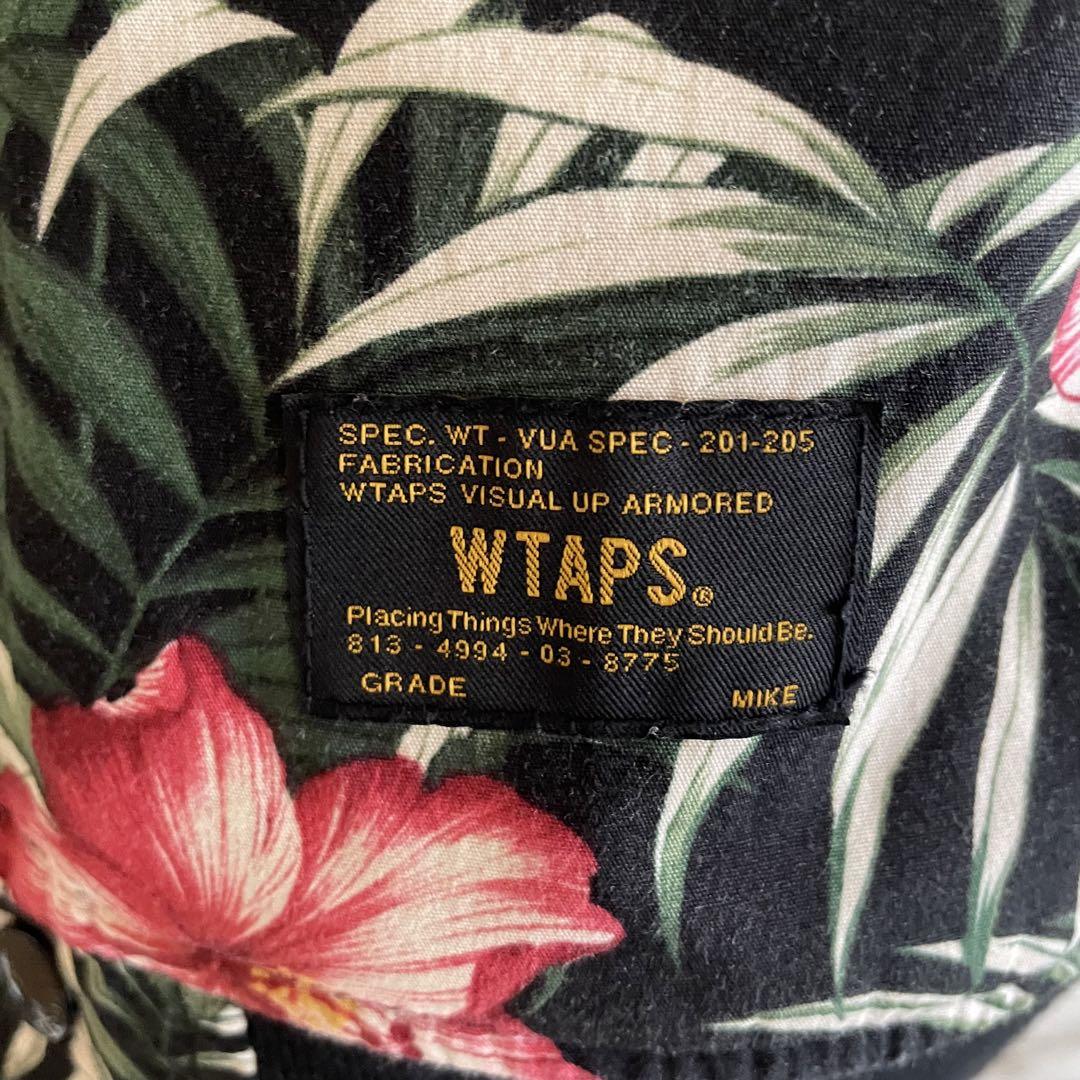 SPEC. WT - VUA SPEC - 201-205
FABRICATION
WTAPS VISUAL UP ARMORED
WTAPS®
Placing Things Where They Should Be.
813 - 4994 - 03 - 8775
GRADE MIKE